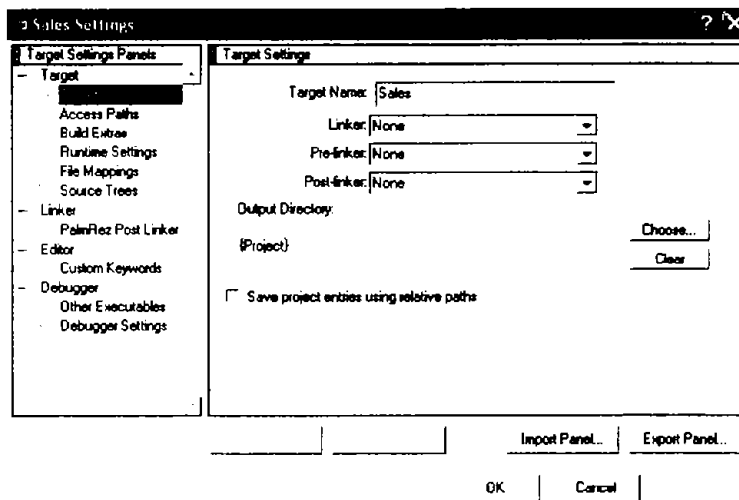 Sales Settings
Target Settings Panels
Target
Access Paths
Build Extras
Runtime Settings
File Mappings
Source Trees
Linker
PalmRez Post Linker
Editor
Custom Keywords
Debugger
Other Executables
Debugger Settings
Target Settings
Target Name: Sales
Linker: None
Pre-linker: None
Post-linker: None
Output Directory:
{Project}
Choose...
Clear
Save project entries using relative paths
Import Panel...
Export Panel...
OK
Cancel